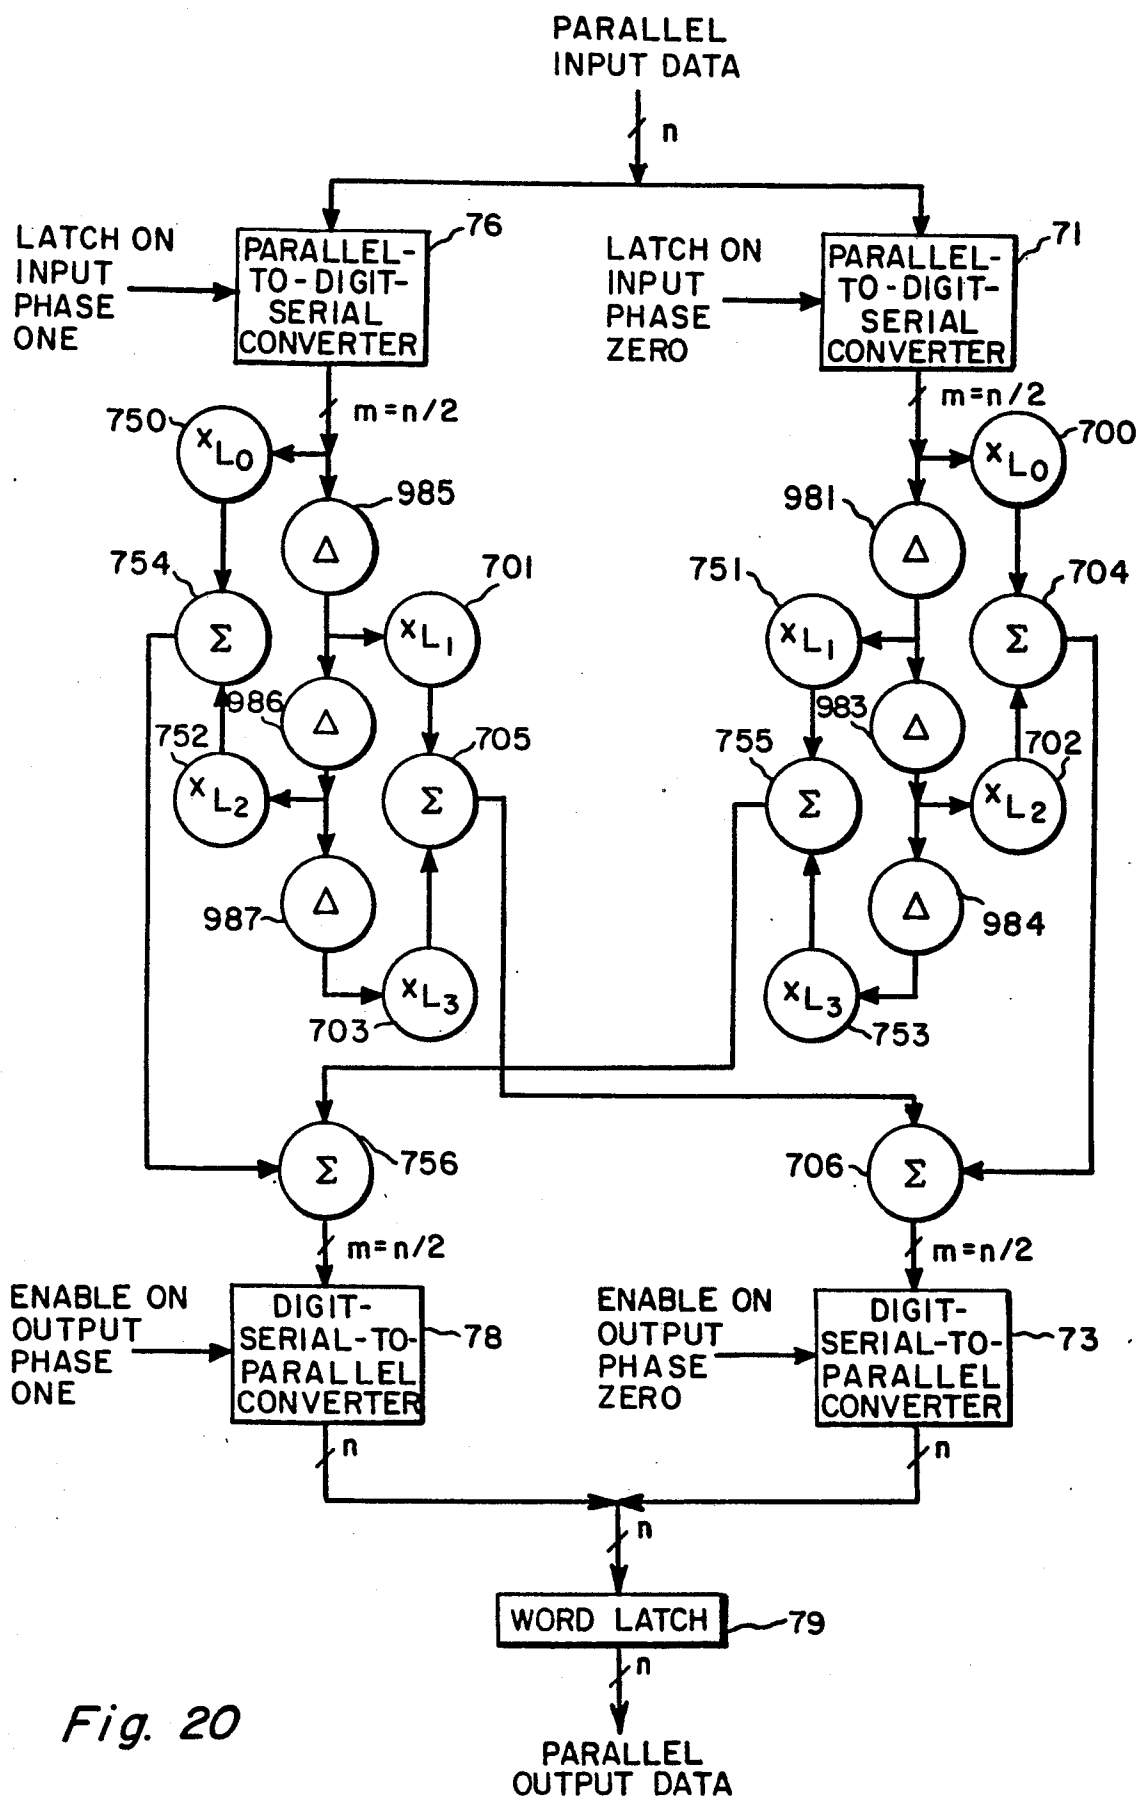 PARALLEL
INPUT DATA
n
LATCH ON
INPUT
PHASE
ONE
PARALLEL-
TO-DIGIT-
SERIAL
CONVERTER
76
LATCH ON
INPUT
PHASE
ZERO
PARALLEL-
TO-DIGIT-
SERIAL
CONVERTER
71
m=n/2
m=n/2
750
XL0
700
XL0
985
Δ
981
Δ
754
Σ
701
XL1
751
XL1
704
Σ
986
Δ
983
Δ
752
XL2
705
Σ
755
Σ
702
XL2
987
Δ
984
Δ
703
XL3
753
XL3
Σ
756
706
Σ
m=n/2
m=n/2
ENABLE ON
OUTPUT
PHASE
ONE
DIGIT-
SERIAL-TO-
PARALLEL
CONVERTER
78
ENABLE ON
OUTPUT
PHASE
ZERO
DIGIT-
SERIAL-TO-
PARALLEL
CONVERTER
73
n
n
n
WORD LATCH
79
n
PARALLEL
OUTPUT DATA
Fig. 20